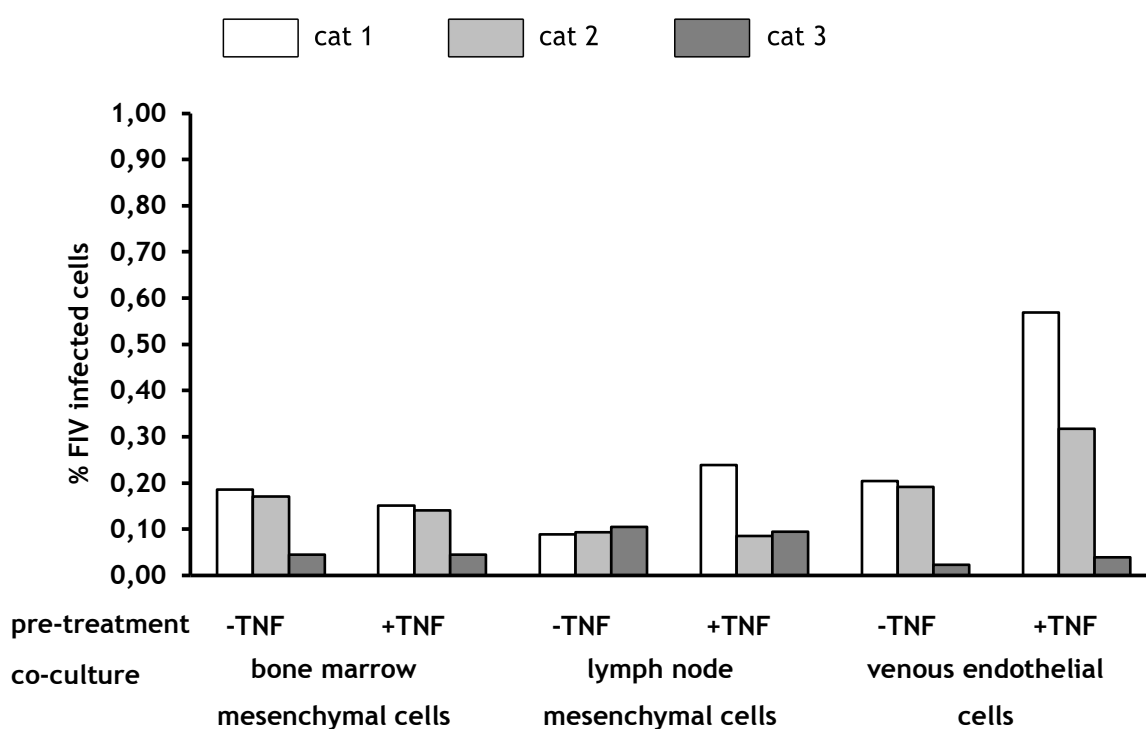 cat 1 cat 2 cat 3
1,00
0,90
0,80
0,70
0,60
0,50
0,40
0,30
0,20
0,10
0,00
% FIV infected cells
pre-treatment -TNF +TNF -TNF +TNF -TNF +TNF
co-culture bone marrow lymph node venous endothelial
mesenchymal cells mesenchymal cells cells